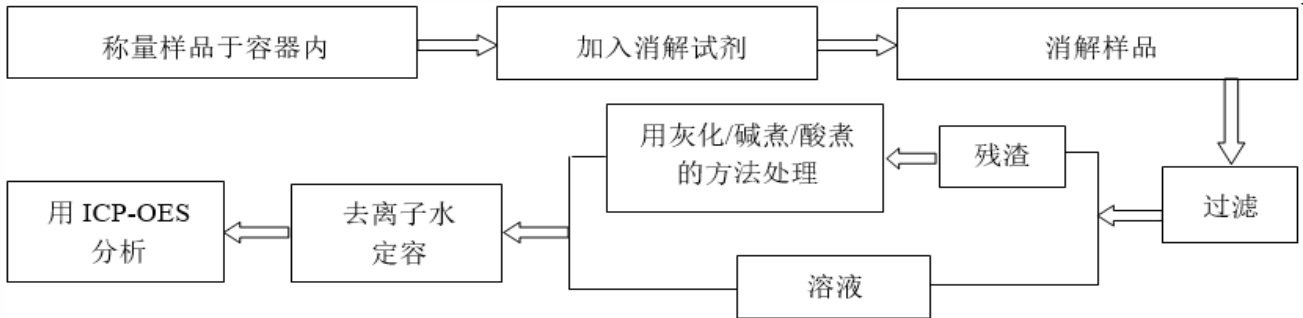 称量样品于容器内
加入消解试剂
消解样品
用灰化/碱煮/酸煮
的方法处理
残渣
过滤
用 ICP-OES
分析
去离子水
定容
溶液